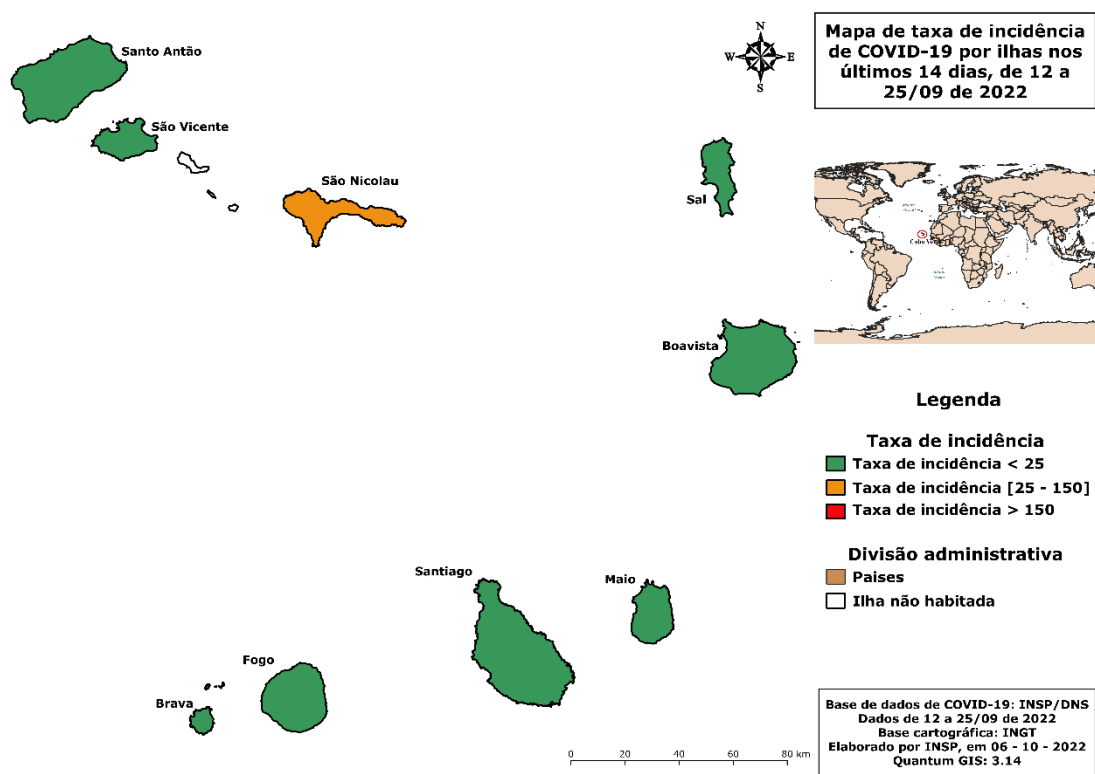 Mapa de taxa de incidência
de COVID-19 por ilhas nos
últimos 14 dias, de 12 a
25/09 de 2022
N
W
E
S
Santo Antão
São Vicente
São Nicolau
Sal
Boavista
Santiago
Maio
Fogo
Brava
Legenda
Taxa de incidência
Taxa de incidência < 25
Taxa de incidência [25 - 150]
Taxa de incidência > 150
Divisão administrativa
Paises
Ilha não habitada
0 20 40 60 80 km
Base de dados de COVID-19: INSP/DNS
Dados de 12 a 25/09 de 2022
Base cartográfica: INGT
Elaborado por INSP, em 06 - 10 - 2022
Quantum GIS: 3.14